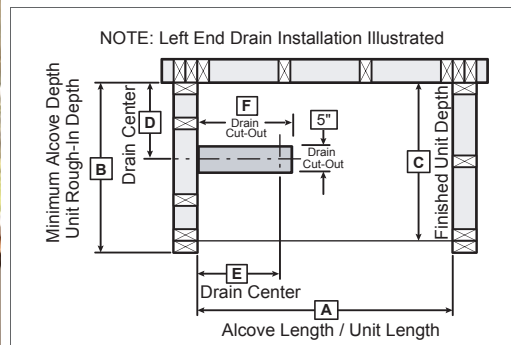 NOTE: Left End Drain Installation Illustrated
Minimum Alcove Depth
Unit Rough-In Depth
B
Drain Center
D
F
Drain
Cut-Out
5"
Drain
Cut-Out
C
Finished Unit Depth
E
Drain Center
A
Alcove Length / Unit Length